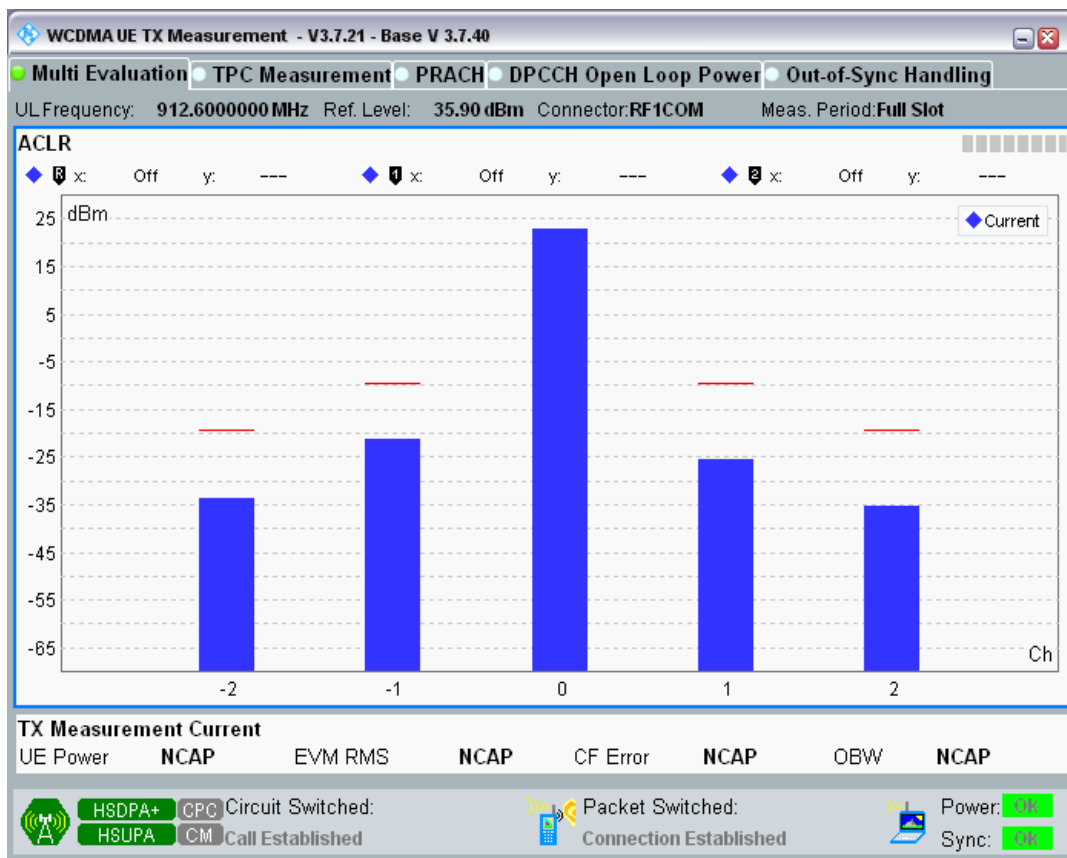 WCDMA UE TX Measurement - V3.7.21 - Base V 3.7.40
Multi Evaluation TPC Measurement PRACH DPCCH Open Loop Power Out-of-Sync Handling
UL Frequency: 912.6000000 MHz Ref. Level: 35.90 dBm Connector:RF1COM Meas. Period:Full Slot
ACLR
R x: Off y: --- 1 x: Off y: --- 2 x: Off y: ---
dBm
Current
25
15
5
-5
-15
-25
-35
-45
-55
-65
Ch
-2 -1 0 1 2
TX Measurement Current
UE Power NCAP EVM RMS NCAP CF Error NCAP OBW NCAP
HSDPA+ CPC Circuit Switched: Packet Switched: Power: Ok
HSUPA CM Call Established Connection Established Sync: Ok